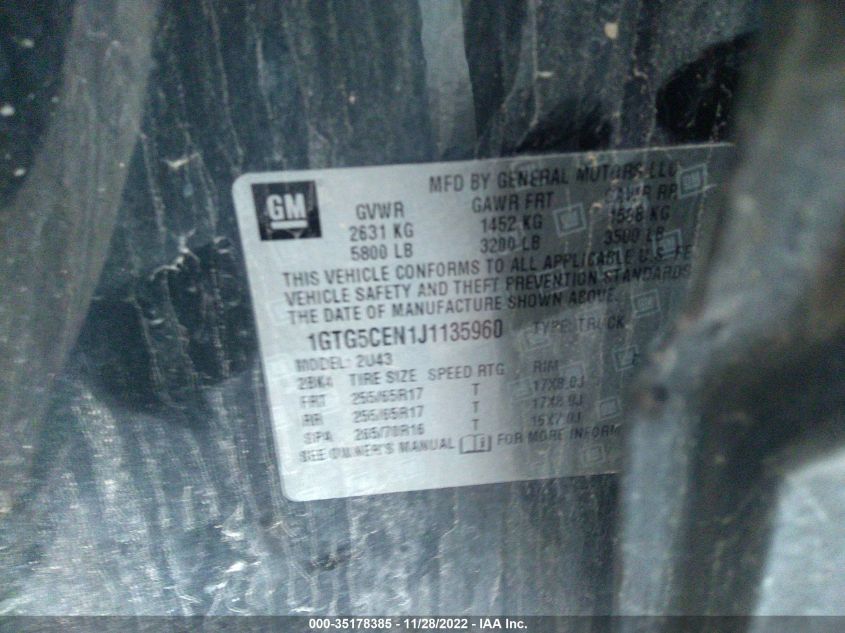 GM
MFD BY GENERAL MOTORS LLC
GVWR GAWR FRT GAWR RR
2631 KG 1452 KG 1588 KG
5800 LB 3200 LB 3500 LB
THIS VEHICLE CONFORMS TO ALL APPLICABLE U.S. FE
VEHICLE SAFETY AND THEFT PREVENTION STANDARDS
THE DATE OF MANUFACTURE SHOWN ABOVE.
1GTG5CEN1J1135960 TYPE: TRUCK
MODEL: 2U43
2BK4 TIRE SIZE SPEED RTG RIM
FRT 255/65R17 T 17X8.0J
RR 255/65R17 T 17X8.0J
SPA 265/70R16 T 16X7.0J
SEE OWNER'S MANUAL FOR MORE INFORM
000-35178385 - 11/28/2022 - IAA Inc.